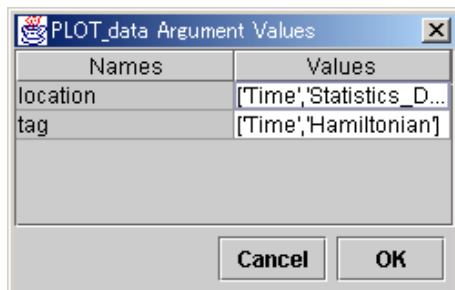 PLOT_data Argument Values
Names Values
location ['Time','Statistics_D...
tag ['Time','Hamiltonian']
Cancel OK